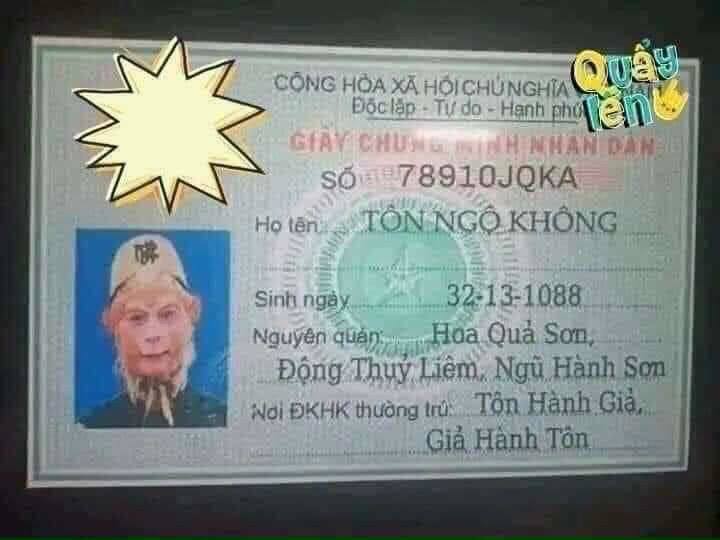 Quẩy lên
CỘNG HÒA XÃ HỘI CHỦ NGHĨA
Độc lập - Tự do - Hạnh phú
GIẤY CHỨNG MINH NHÂN DÂN
SỐ 78910JQKA
Họ tên: TÔN NGỘ KHÔNG
Sinh ngày 32-13-1088
Nguyên quán: Hoa Quả Sơn,
Động Thuỷ Liêm, Ngũ Hành Sơn
Nơi ĐKHK thường trú: Tôn Hành Giả,
Giả Hành Tôn